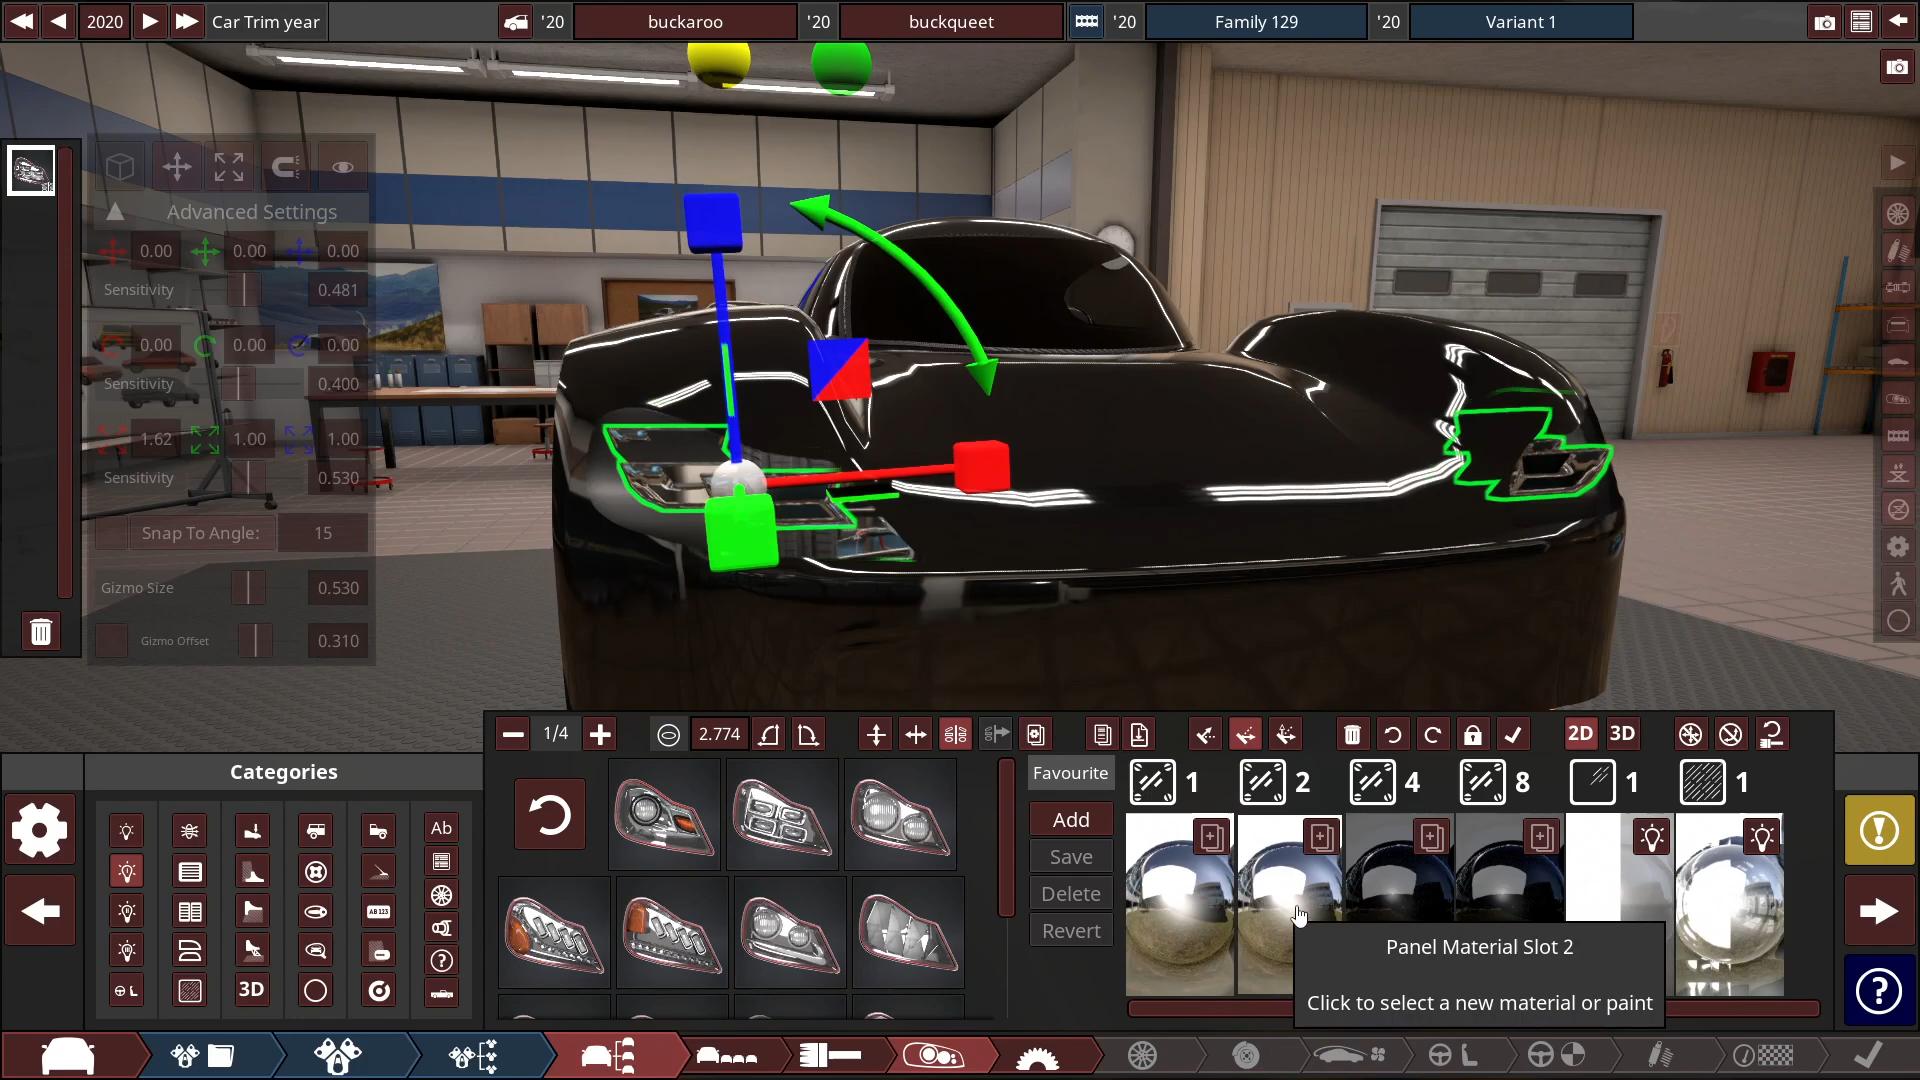 2020 Car Trim year '20 buckaroo '20 buckqueet '20 Family 129 '20 Variant 1
Advanced Settings
0.00 0.00 0.00
Sensitivity 0.481
0.00 0.00 0.00
Sensitivity 0.400
1.62 1.00 1.00
Sensitivity 0.530
Snap To Angle: 15
Gizmo Size 0.530
Gizmo Offset 0.310
1/4 2.774 2D 3D
Categories
Ab
AB 123
3D
Favourite
Add
Save
Delete
Revert
1 2 4 8 1 1
Panel Material Slot 2
Click to select a new material or paint